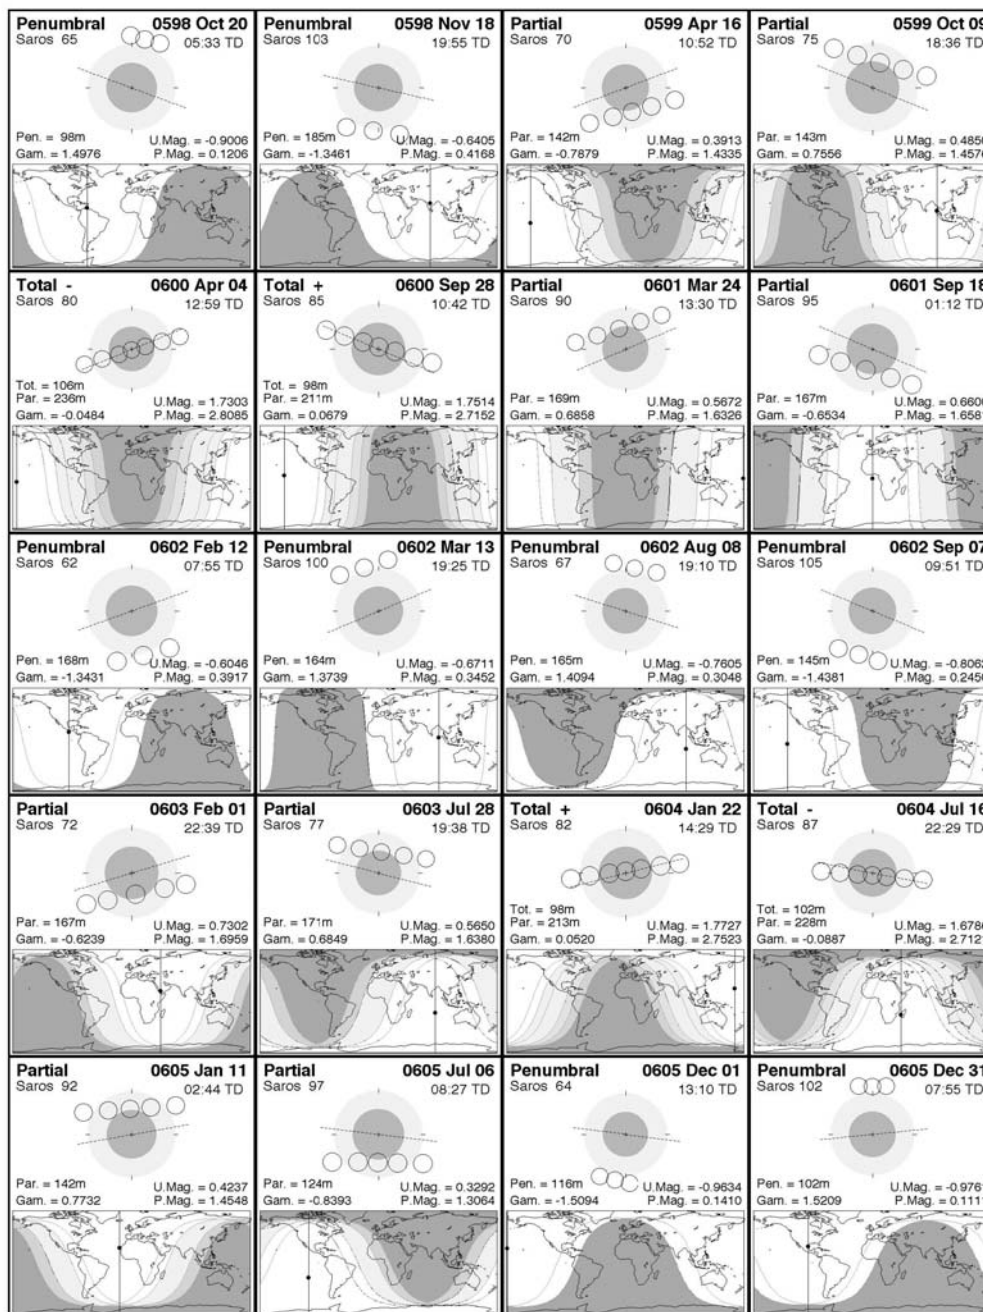 Penumbral 0598 Oct 20
Saros 65 05:33 TD
Pen. = 98m U.Mag. = -0.9006
Gam. = 1.4976 P.Mag. = 0.1206
Penumbral 0598 Nov 18
Saros 103 19:55 TD
Pen. = 185m U.Mag. = -0.6405
Gam. = -1.3461 P.Mag. = 0.4168
Partial 0599 Apr 16
Saros 70 10:52 TD
Par. = 142m U.Mag. = 0.3913
Gam. = -0.7879 P.Mag. = 1.4335
Partial 0599 Oct 09
Saros 75 18:36 TD
Par. = 143m U.Mag. = 0.4850
Gam. = 0.7556 P.Mag. = 1.4576
Total - 0600 Apr 04
Saros 80 12:59 TD
Tot. = 106m
Par. = 236m U.Mag. = 1.7303
Gam. = -0.0484 P.Mag. = 2.8085
Total + 0600 Sep 28
Saros 85 10:42 TD
Tot. = 98m
Par. = 211m U.Mag. = 1.7514
Gam. = 0.0679 P.Mag. = 2.7152
Partial 0601 Mar 24
Saros 90 13:30 TD
Par. = 169m U.Mag. = 0.5672
Gam. = 0.6858 P.Mag. = 1.6326
Partial 0601 Sep 18
Saros 95 01:12 TD
Par. = 167m U.Mag. = 0.6600
Gam. = -0.6534 P.Mag. = 1.6581
Penumbral 0602 Feb 12
Saros 62 07:55 TD
Pen. = 168m U.Mag. = -0.6046
Gam. = -1.3431 P.Mag. = 0.3917
Penumbral 0602 Mar 13
Saros 100 19:25 TD
Pen. = 164m U.Mag. = -0.6711
Gam. = 1.3739 P.Mag. = 0.3452
Penumbral 0602 Aug 08
Saros 67 19:10 TD
Pen. = 165m U.Mag. = -0.7605
Gam. = 1.4094 P.Mag. = 0.3048
Penumbral 0602 Sep 07
Saros 105 09:51 TD
Pen. = 145m U.Mag. = -0.8062
Gam. = -1.4381 P.Mag. = 0.2450
Partial 0603 Feb 01
Saros 72 22:39 TD
Par. = 167m U.Mag. = 0.7302
Gam. = -0.6239 P.Mag. = 1.6959
Partial 0603 Jul 28
Saros 77 19:38 TD
Par. = 171m U.Mag. = 0.5650
Gam. = 0.6849 P.Mag. = 1.6380
Total + 0604 Jan 22
Saros 82 14:29 TD
Tot. = 98m
Par. = 213m U.Mag. = 1.7727
Gam. = 0.0520 P.Mag. = 2.7523
Total - 0604 Jul 16
Saros 87 22:29 TD
Tot. = 102m
Par. = 228m U.Mag. = 1.6786
Gam. = -0.0887 P.Mag. = 2.7121
Partial 0605 Jan 11
Saros 92 02:44 TD
Par. = 142m U.Mag. = 0.4237
Gam. = 0.7732 P.Mag. = 1.4548
Partial 0605 Jul 06
Saros 97 08:27 TD
Par. = 124m U.Mag. = 0.3292
Gam. = -0.8393 P.Mag. = 1.3064
Penumbral 0605 Dec 01
Saros 64 13:10 TD
Pen. = 116m U.Mag. = -0.9634
Gam. = -1.5094 P.Mag. = 0.1410
Penumbral 0605 Dec 31
Saros 102 07:55 TD
Pen. = 102m U.Mag. = -0.9761
Gam. = 1.5209 P.Mag. = 0.1111